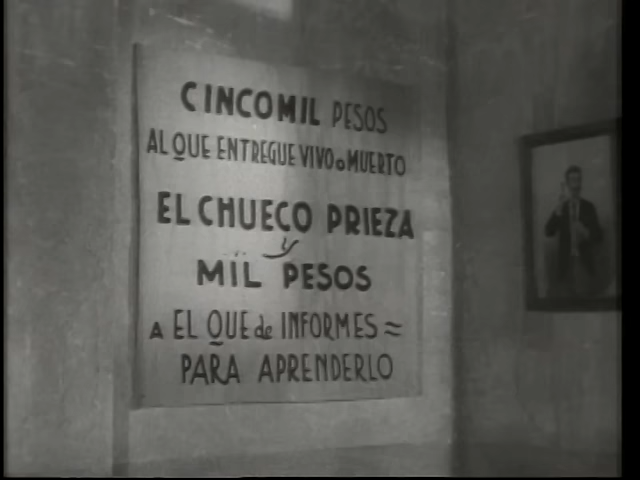 CINCOMIL PESOS
AL QUE ENTREGUE VIVO o MUERTO
EL CHUECO PRIEZA
y
MIL PESOS
A EL QUE de INFORMES =
PARA APRENDERLO